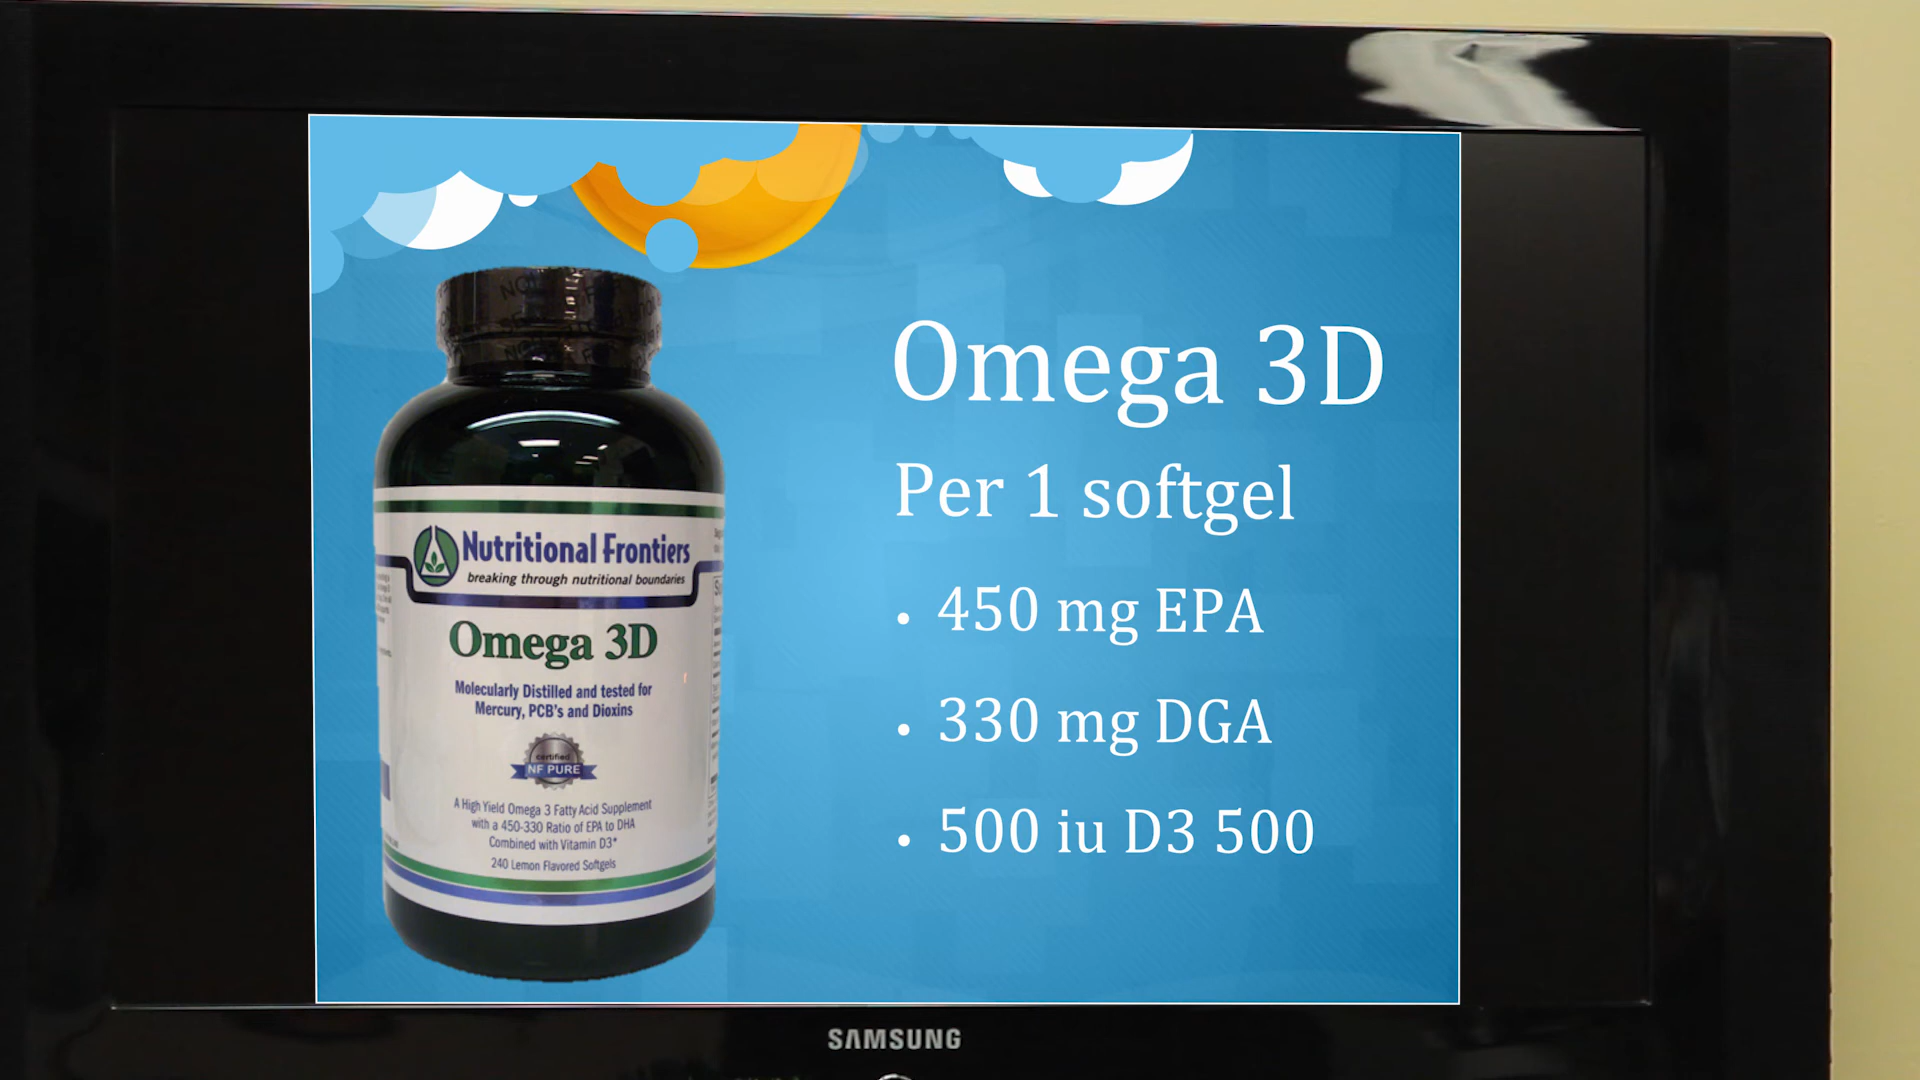 Omega 3D
Per 1 softgel
• 450 mg EPA
• 330 mg DGA
• 500 iu D3 500
Nutritional Frontiers
breaking through nutritional boundaries
Omega 3D
Molecularly Distilled and tested for
Mercury, PCB's and Dioxins
certified
NF PURE
A High Yield Omega 3 Fatty Acid Supplement
with a 450-330 Ratio of EPA to DHA
Combined with Vitamin D3*
240 Lemon Flavored Softgels
SAMSUNG